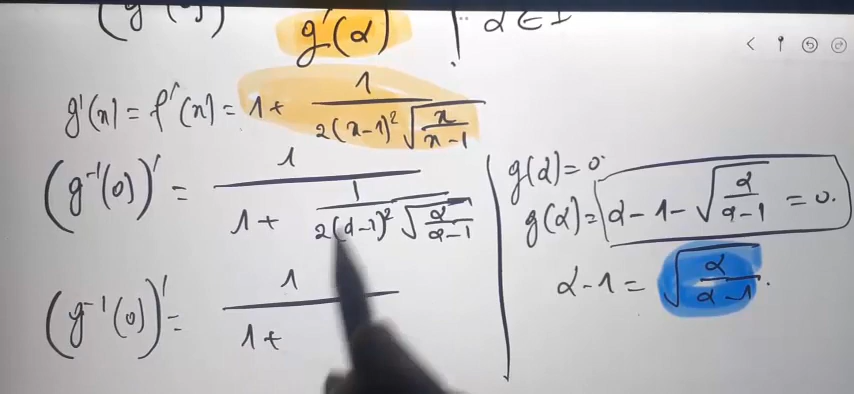 g'(α) | α ∈ I
g'(x) = f'(x) = 1 + 1 / (2(x-1)² √(x/(x-1)))
(g⁻¹(0))' = 1 / (1 + 1 / (2(α-1)² √(α/(α-1))))
(g⁻¹(0))' = 1 / (1 +
g(α) = 0.
g(α) = α - 1 - √(α/(α-1)) = 0.
α - 1 = √(α/(α-1)).